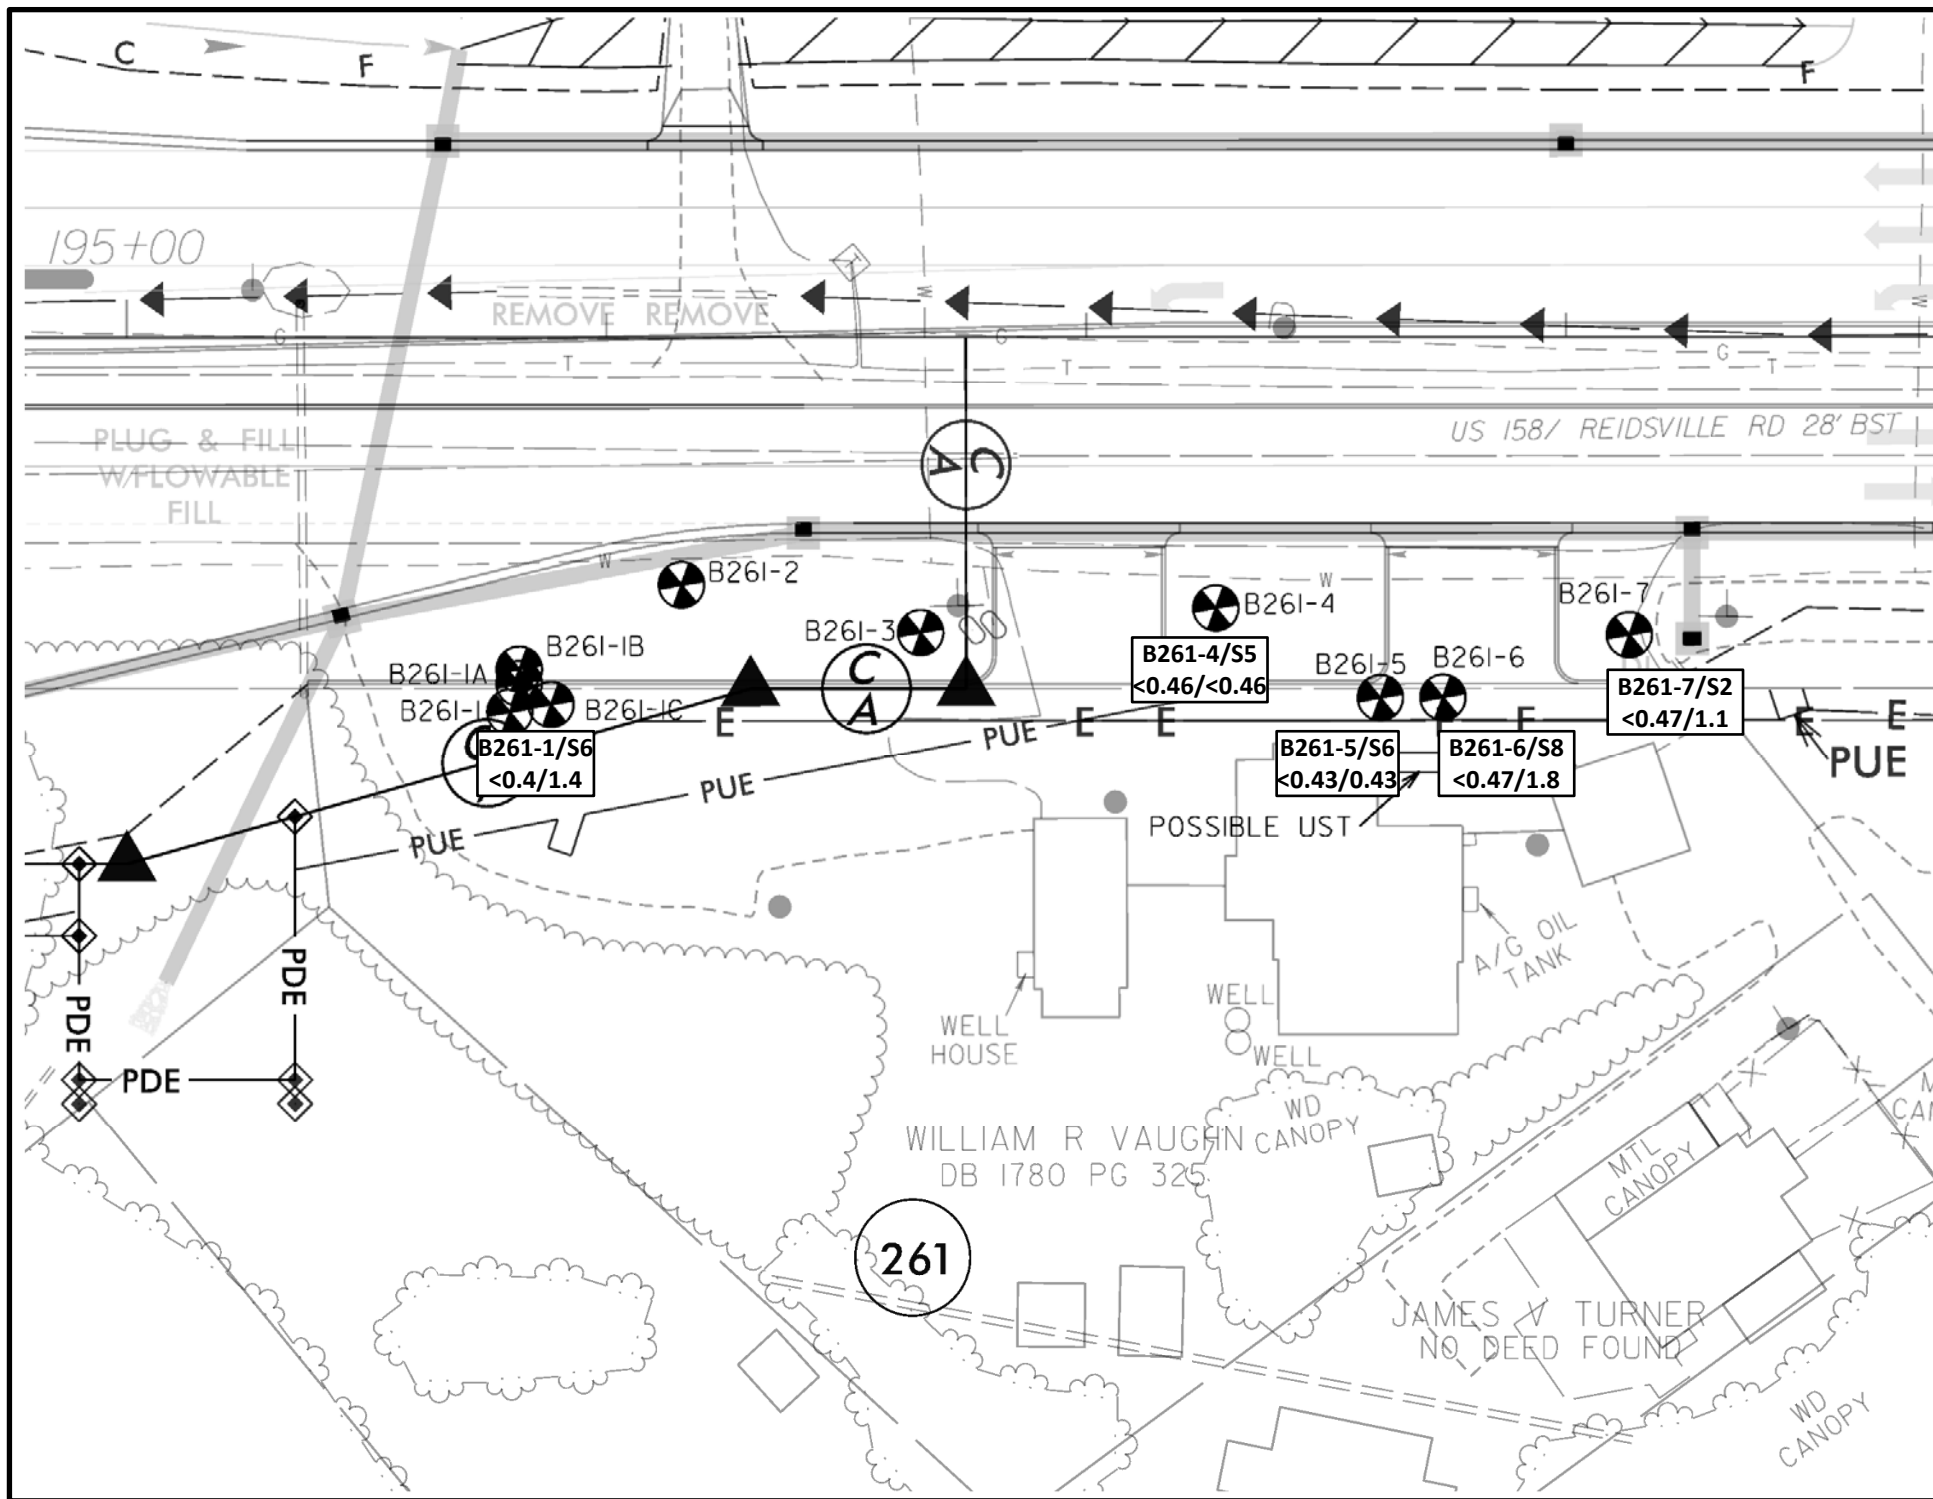 C
F
F
195+00
REMOVE REMOVE
W
W
G
G
G
T
T
T
PLUG & FILL
W/FLOWABLE
FILL
US 158/ REIDSVILLE RD 28' BST
C
A
W
W
B261-2
B261-3
B261-4
B261-7
B261-1B
B261-1A
B261-1
B261-1C
B261-5
B261-6
C
A
B261-4/S5
<0.46/<0.46
B261-7/S2
<0.47/1.1
E
E
E
E
E
PUE
PUE
PUE
PUE
B261-1/S6
<0.4/1.4
B261-5/S6
<0.43/0.43
B261-6/S8
<0.47/1.8
POSSIBLE UST
A/G OIL
TANK
PDE
PDE
PDE
WELL
HOUSE
WELL
WELL
WILLIAM R VAUGHN
DB 1780 PG 325
WD
CANOPY
MTL
CANOPY
261
JAMES V TURNER
NO DEED FOUND
WD
CANOPY